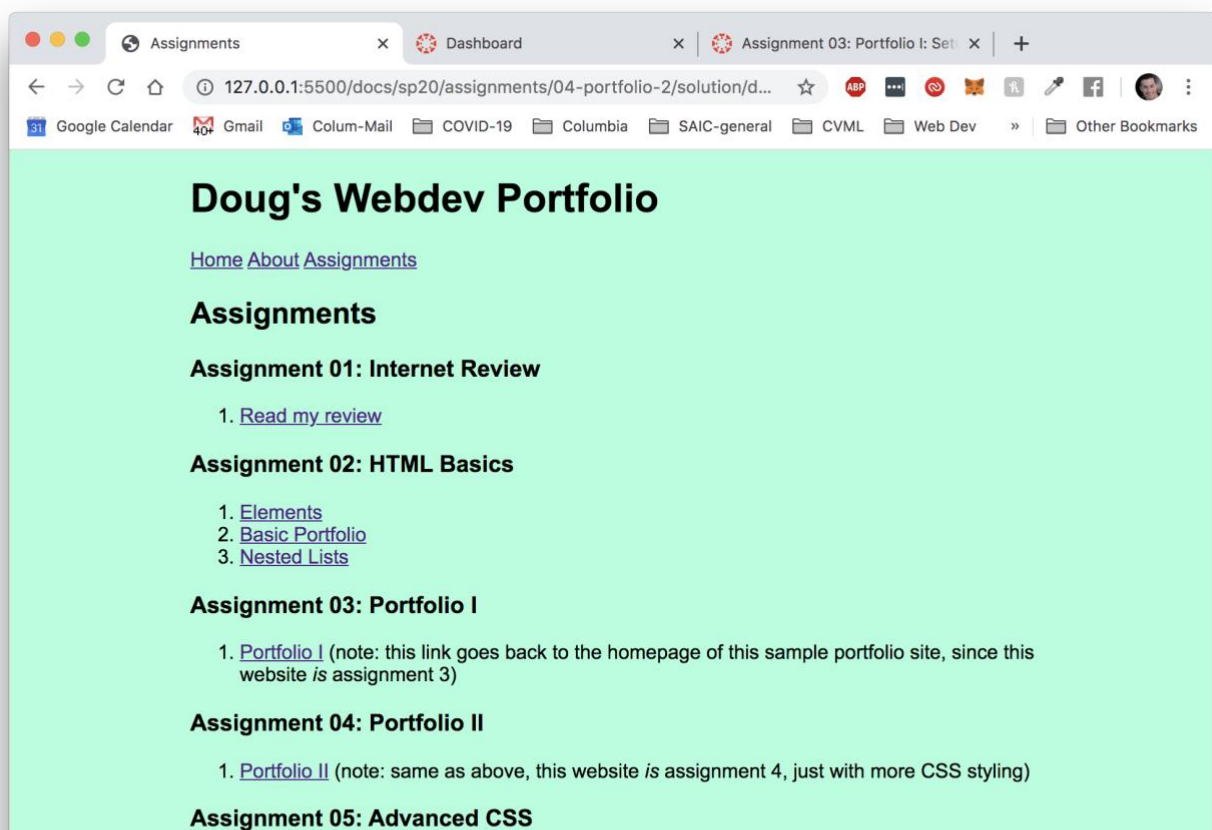 Assignments
Dashboard
Assignment 03: Portfolio I: Set
127.0.0.1:5500/docs/sp20/assignments/04-portfolio-2/solution/d...
ABP
31 Google Calendar 40+ Gmail Colum-Mail COVID-19 Columbia SAIC-general CVML Web Dev » Other Bookmarks
Doug's Webdev Portfolio
Home About Assignments
Assignments
Assignment 01: Internet Review
1. Read my review
Assignment 02: HTML Basics
1. Elements
2. Basic Portfolio
3. Nested Lists
Assignment 03: Portfolio I
1. Portfolio I (note: this link goes back to the homepage of this sample portfolio site, since this
website is assignment 3)
Assignment 04: Portfolio II
1. Portfolio II (note: same as above, this website is assignment 4, just with more CSS styling)
Assignment 05: Advanced CSS